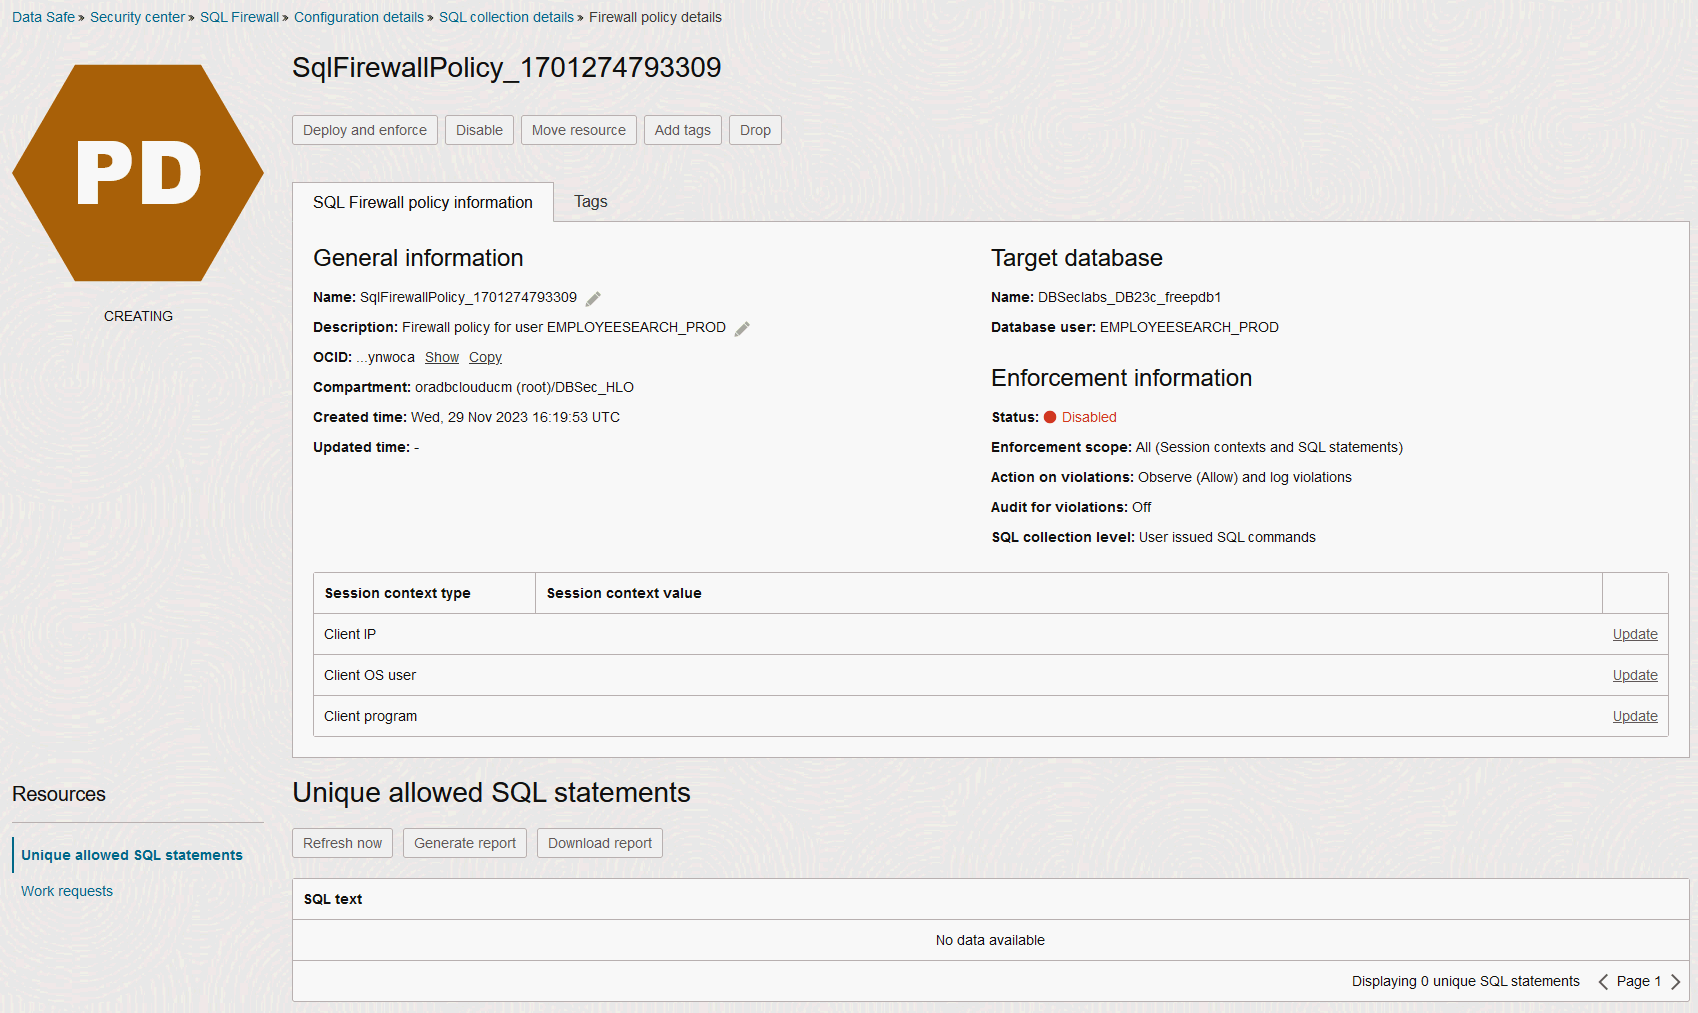 Data Safe » Security center » SQL Firewall » Configuration details » SQL collection details » Firewall policy details
PD
CREATING
SqlFirewallPolicy_1701274793309
Deploy and enforce Disable Move resource Add tags Drop
SQL Firewall policy information Tags
General information
Name: SqlFirewallPolicy_1701274793309
Description: Firewall policy for user EMPLOYEESEARCH_PROD
OCID: ...ynwoca Show Copy
Compartment: oradbclouducm (root)/DBSec_HLO
Created time: Wed, 29 Nov 2023 16:19:53 UTC
Updated time: -
Target database
Name: DBSeclabs_DB23c_freepdb1
Database user: EMPLOYEESEARCH_PROD
Enforcement information
Status: Disabled
Enforcement scope: All (Session contexts and SQL statements)
Action on violations: Observe (Allow) and log violations
Audit for violations: Off
SQL collection level: User issued SQL commands
Session context type Session context value
Client IP Update
Client OS user Update
Client program Update
Resources
Unique allowed SQL statements
Work requests
Unique allowed SQL statements
Refresh now Generate report Download report
SQL text
No data available
Displaying 0 unique SQL statements Page 1